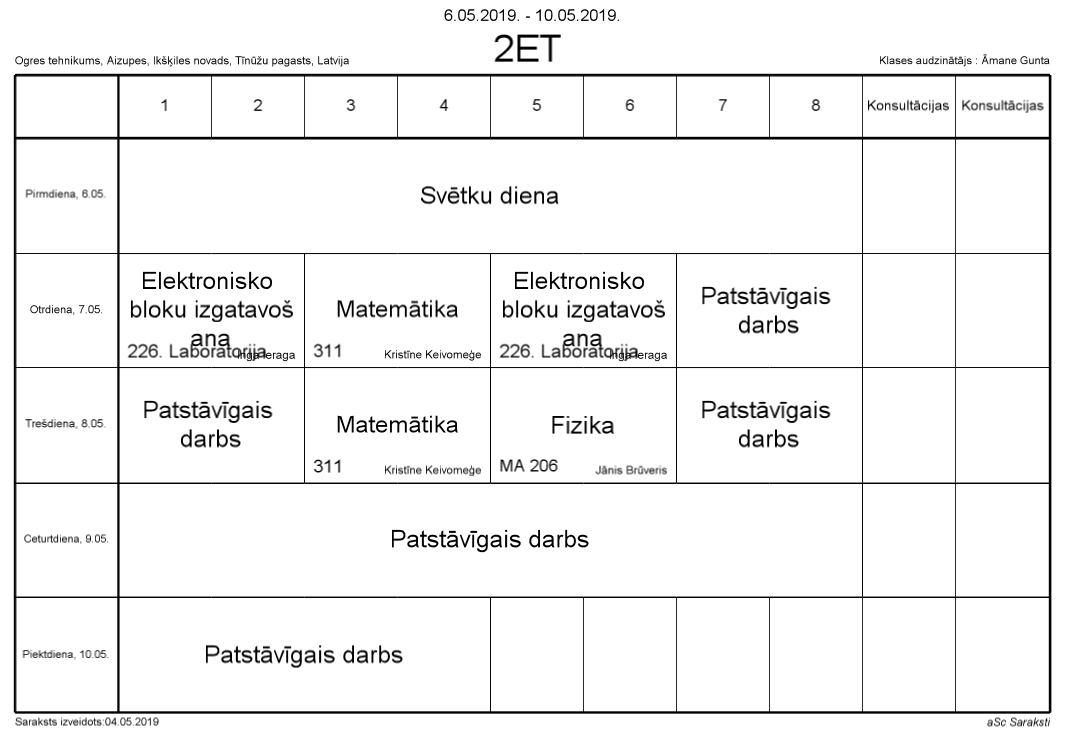 6.05.2019. - 10.05.2019.
2ET
Ogres tehnikums, Aizupes, Ikšķiles novads, Tīnūžu pagasts, Latvija
Klases audzinātājs : Āmane Gunta
1 2 3 4 5 6 7 8 Konsultācijas Konsultācijas
Pirmdiena, 6.05.
Svētku diena
Otrdiena, 7.05.
Elektronisko
bloku izgatavoš
ana
226. Laboratorija
Inga Ieraga
Matemātika
311
Kristīne Keivomeģe
Elektronisko
bloku izgatavoš
ana
226. Laboratorija
Inga Ieraga
Patstāvīgais
darbs
Trešdiena, 8.05.
Patstāvīgais
darbs
Matemātika
311
Kristīne Keivomeģe
Fizika
MA 206
Jānis Brūveris
Patstāvīgais
darbs
Ceturtdiena, 9.05.
Patstāvīgais darbs
Piektdiena, 10.05.
Patstāvīgais darbs
Saraksts izveidots:04.05.2019
aSc Saraksti